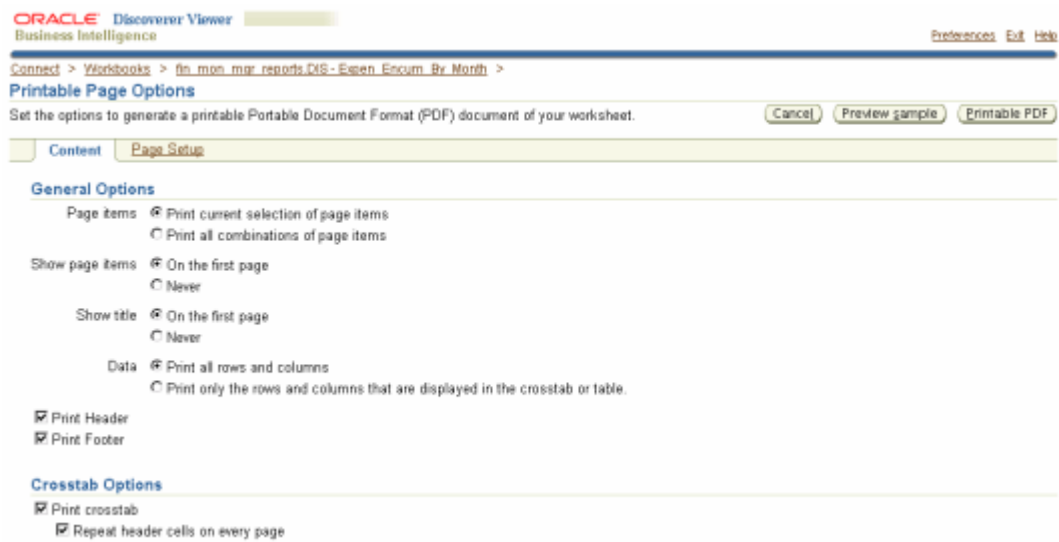 ORACLE Discoverer Viewer
Business Intelligence
Preferences Exit Help
Connect > Workbooks > fin_mon_mgr_reports.DIS - Expen_Encum_By_Month >
Printable Page Options
Set the options to generate a printable Portable Document Format (PDF) document of your worksheet. Cancel Preview sample Printable PDF
Content Page Setup
General Options
Page items Print current selection of page items
Print all combinations of page items
Show page items On the first page
Never
Show title On the first page
Never
Data Print all rows and columns
Print only the rows and columns that are displayed in the crosstab or table.
Print Header
Print Footer
Crosstab Options
Print crosstab
Repeat header cells on every page